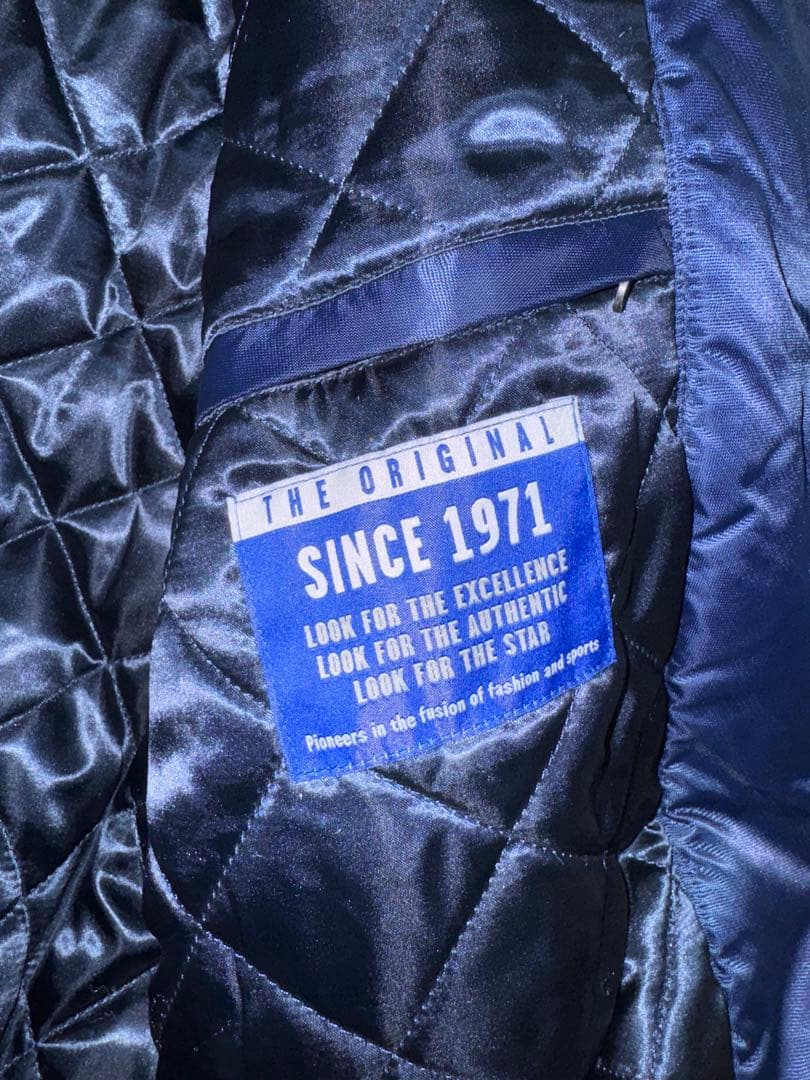 THE ORIGINAL
SINCE 1971
LOOK FOR THE EXCELLENCE
LOOK FOR THE AUTHENTIC
LOOK FOR THE STAR
Pioneers in the fusion of fashion and sports